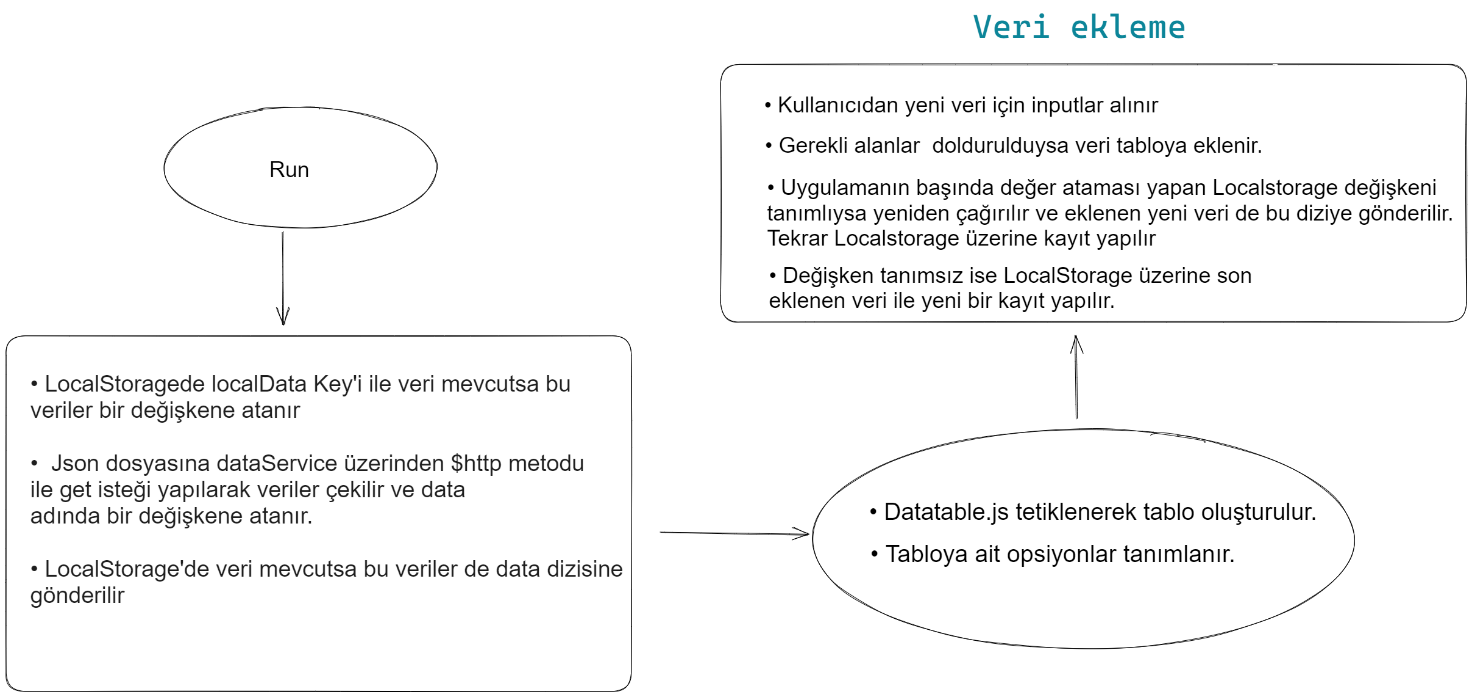 Veri ekleme
Run
• LocalStoragede localData Key'i ile veri mevcutsa bu
veriler bir değişkene atanır
• Json dosyasına dataService üzerinden $http metodu
ile get isteği yapılarak veriler çekilir ve data
adında bir değişkene atanır.
• LocalStorage'de veri mevcutsa bu veriler de data dizisine
gönderilir
• Datatable.js tetiklenerek tablo oluşturulur.
• Tabloya ait opsiyonlar tanımlanır.
• Kullanıcıdan yeni veri için inputlar alınır
• Gerekli alanlar  doldurulduysa veri tabloya eklenir.
• Uygulamanın başında değer ataması yapan Localstorage değişkeni
tanımlıysa yeniden çağırılır ve eklenen yeni veri de bu diziye gönderilir.
Tekrar Localstorage üzerine kayıt yapılır
• Değişken tanımsız ise LocalStorage üzerine son
eklenen veri ile yeni bir kayıt yapılır.